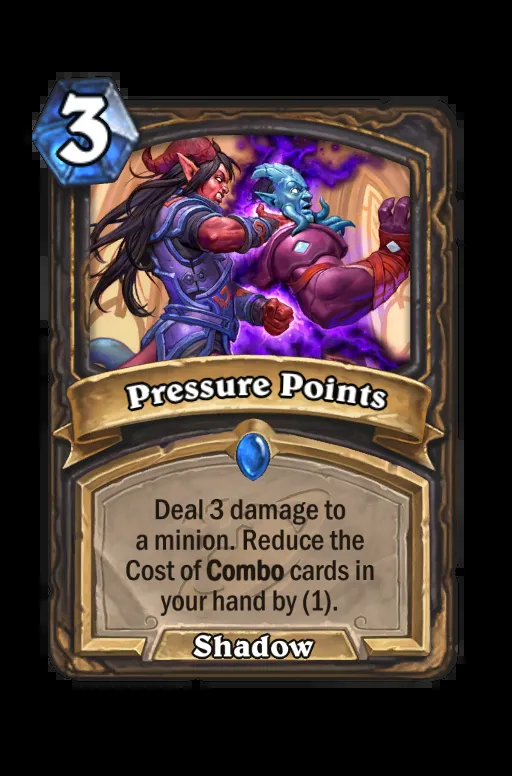 3
Pressure Points
Deal 3 damage to
a minion. Reduce the
Cost of Combo cards in
your hand by (1).
Shadow